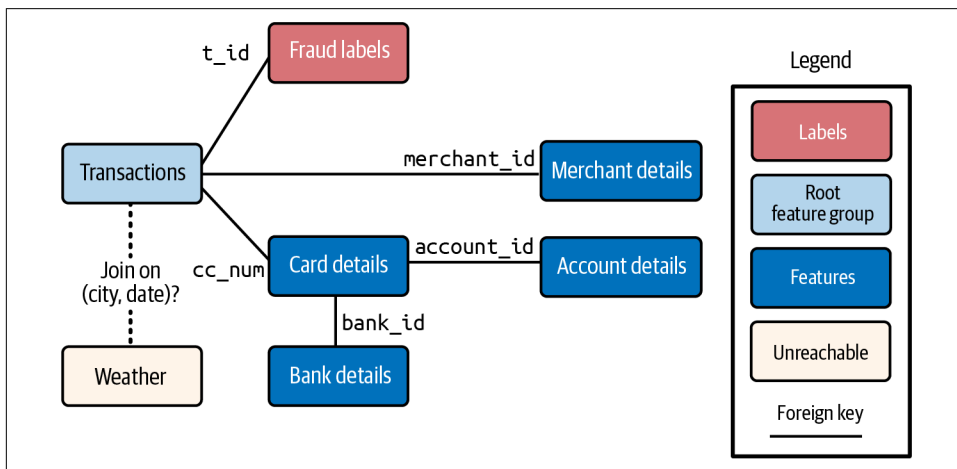 t_id
Fraud labels
Legend
Labels
Transactions
merchant_id
Merchant details
Root
feature group
cc_num
Card details
account_id
Account details
Features
Join on
(city, date)?
bank_id
Weather
Bank details
Unreachable
Foreign key